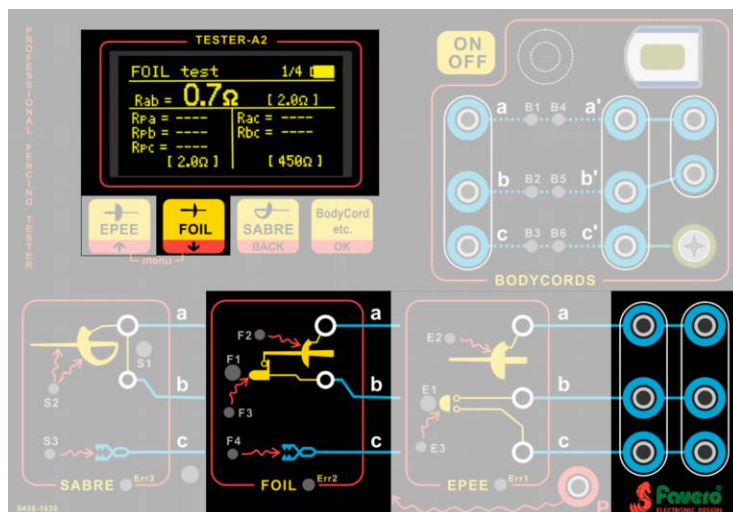 PROFESSIONAL FENCING TESTER
TESTER-A2
FOIL test 1/4
Rab = 0.7Ω [ 2.0Ω ]
RPa = ---- Rac = ----
RPb = ---- Rbc = ----
RPc = ----
[ 2.0Ω ] [ 450Ω ]
EPEE
FOIL
SABRE
BACK
BodyCord
etc.
OK
menu
ON
OFF
a B1 B4 a'
b B2 B5 b'
c B3 B6 c'
BODYCORDS
a
S1
b
S2
S3
c
SABRE Err3
0438-1820
a
F2
F1
b
F3
F4
c
FOIL Err2
a
E2
E1
b
E3
c
EPEE Err1
P
Favero
ELECTRONIC DESIGN